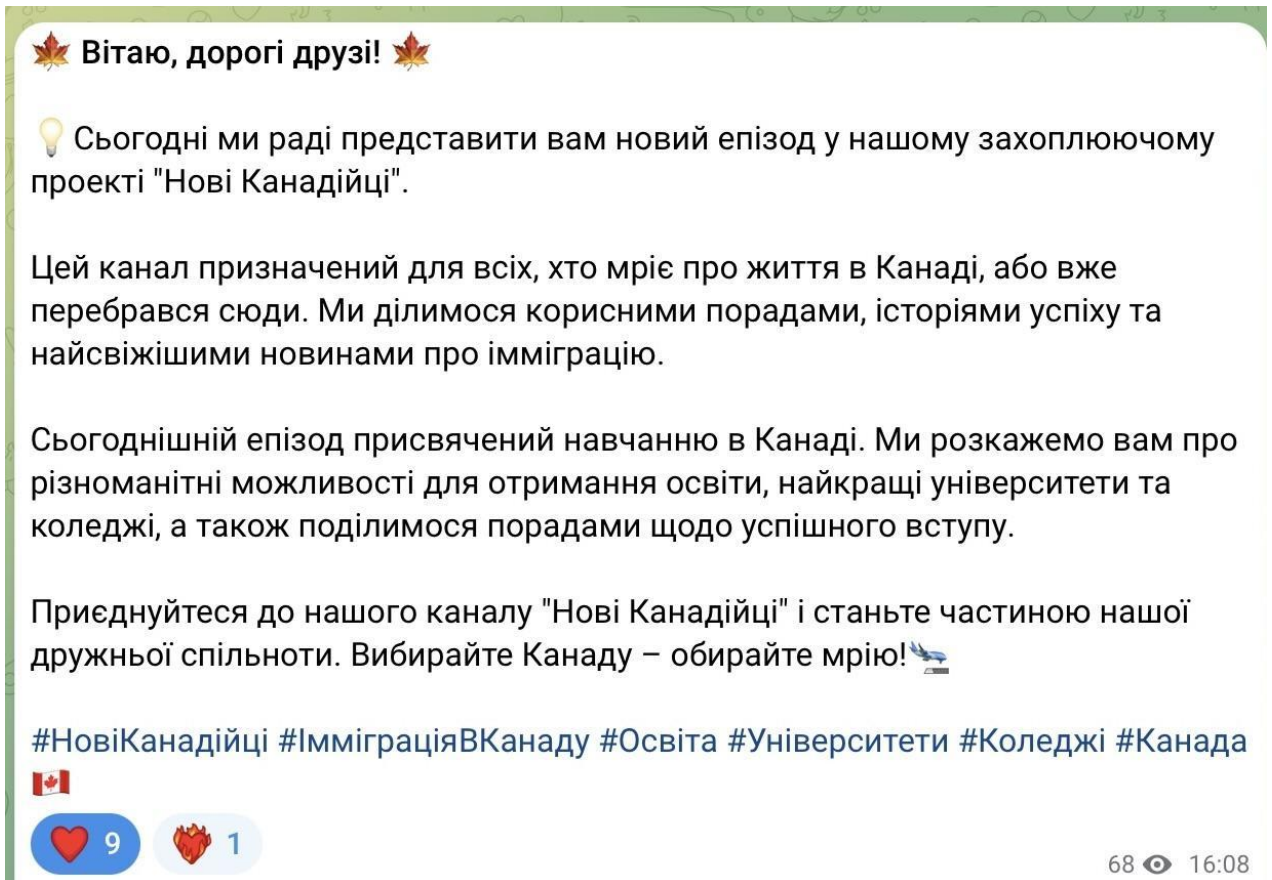 🍁 Вітаю, дорогі друзі! 🍁
💡 Сьогодні ми раді представити вам новий епізод у нашому захоплюючому
проекті "Нові Канадійці".
Цей канал призначений для всіх, хто мріє про життя в Канаді, або вже
перебрався сюди. Ми ділимося корисними порадами, історіями успіху та
найсвіжішими новинами про імміграцію.
Сьогоднішній епізод присвячений навчанню в Канаді. Ми розкажемо вам про
різноманітні можливості для отримання освіти, найкращі університети та
коледжі, а також поділимося порадами щодо успішного вступу.
Приєднуйтеся до нашого каналу "Нові Канадійці" і станьте частиною нашої
дружньої спільноти. Вибирайте Канаду – обирайте мрію!🛬
#НовіКанадійці #ІмміграціяВКанаду #Освіта #Університети #Коледжі #Канада
🇨🇦
❤️ 9 ❤️‍🔥 1
68 16:08